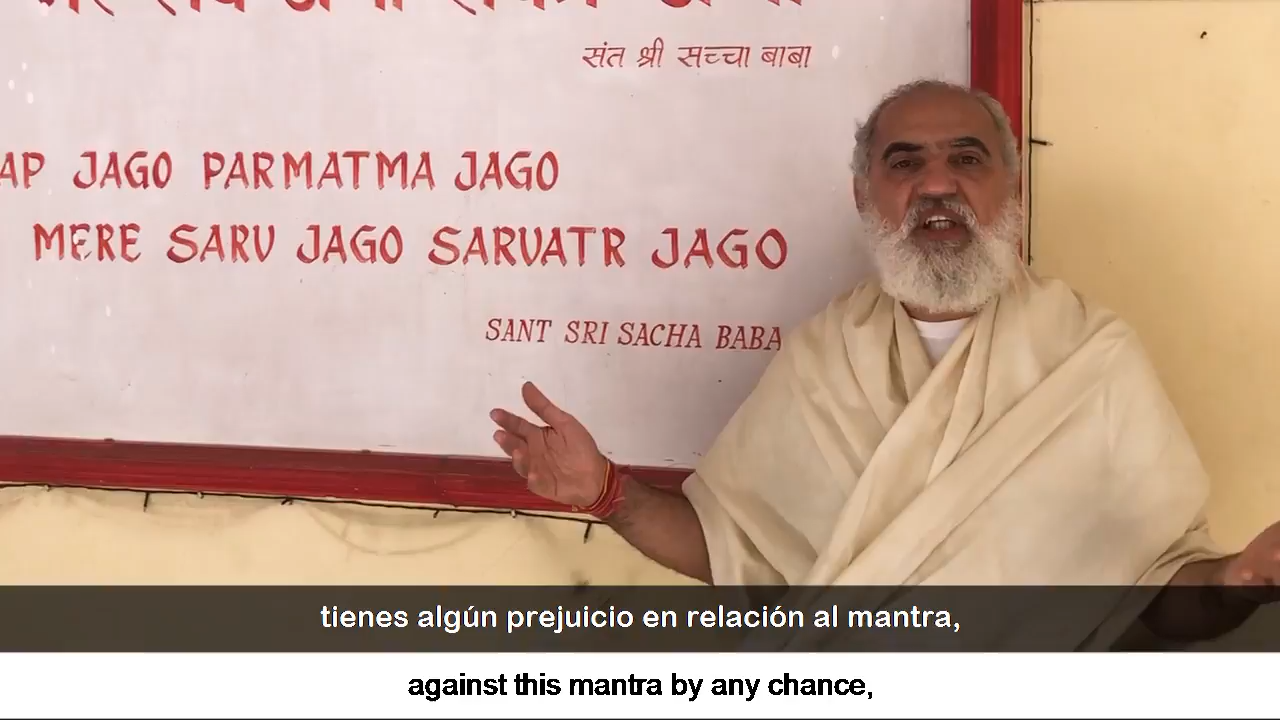 संत श्री सच्चा बाबा
AP JAGO PARMATMA JAGO
MERE SARV JAGO SARVATR JAGO
SANT SRI SACHA BABA
tienes algún prejuicio en relación al mantra,
against this mantra by any chance,